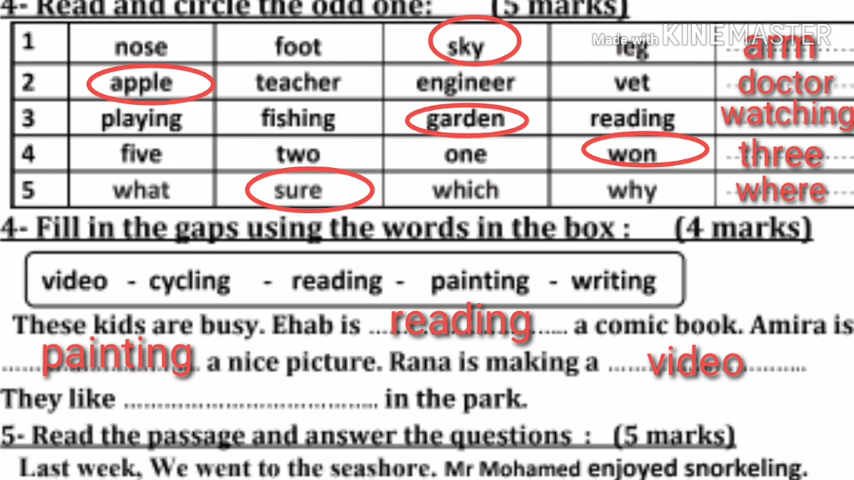 4- Read and circle the odd one: (5 marks)
Made with KINEMASTER
1 nose foot sky leg arm
2 apple teacher engineer vet doctor
3 playing fishing garden reading watching
4 five two one won three
5 what sure which why where
4- Fill in the gaps using the words in the box : (4 marks)
video - cycling - reading - painting - writing
These kids are busy. Ehab is ... reading ... a comic book. Amira is
... painting ... a nice picture. Rana is making a ... video ...
They like ........................................ in the park.
5- Read the passage and answer the questions : (5 marks)
Last week, We went to the seashore. Mr Mohamed enjoyed snorkeling.